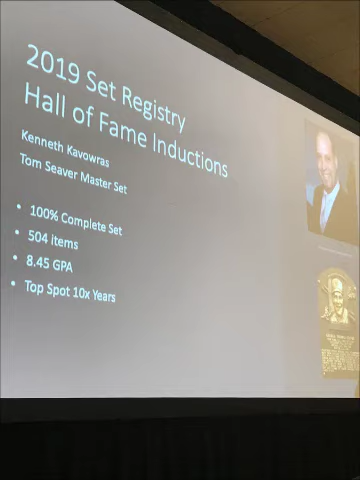 2019 Set Registry
Hall of Fame Inductions
Kenneth Kavowras
Tom Seaver Master Set
• 100% Complete Set
• 504 items
• 8.45 GPA
• Top Spot 10x Years